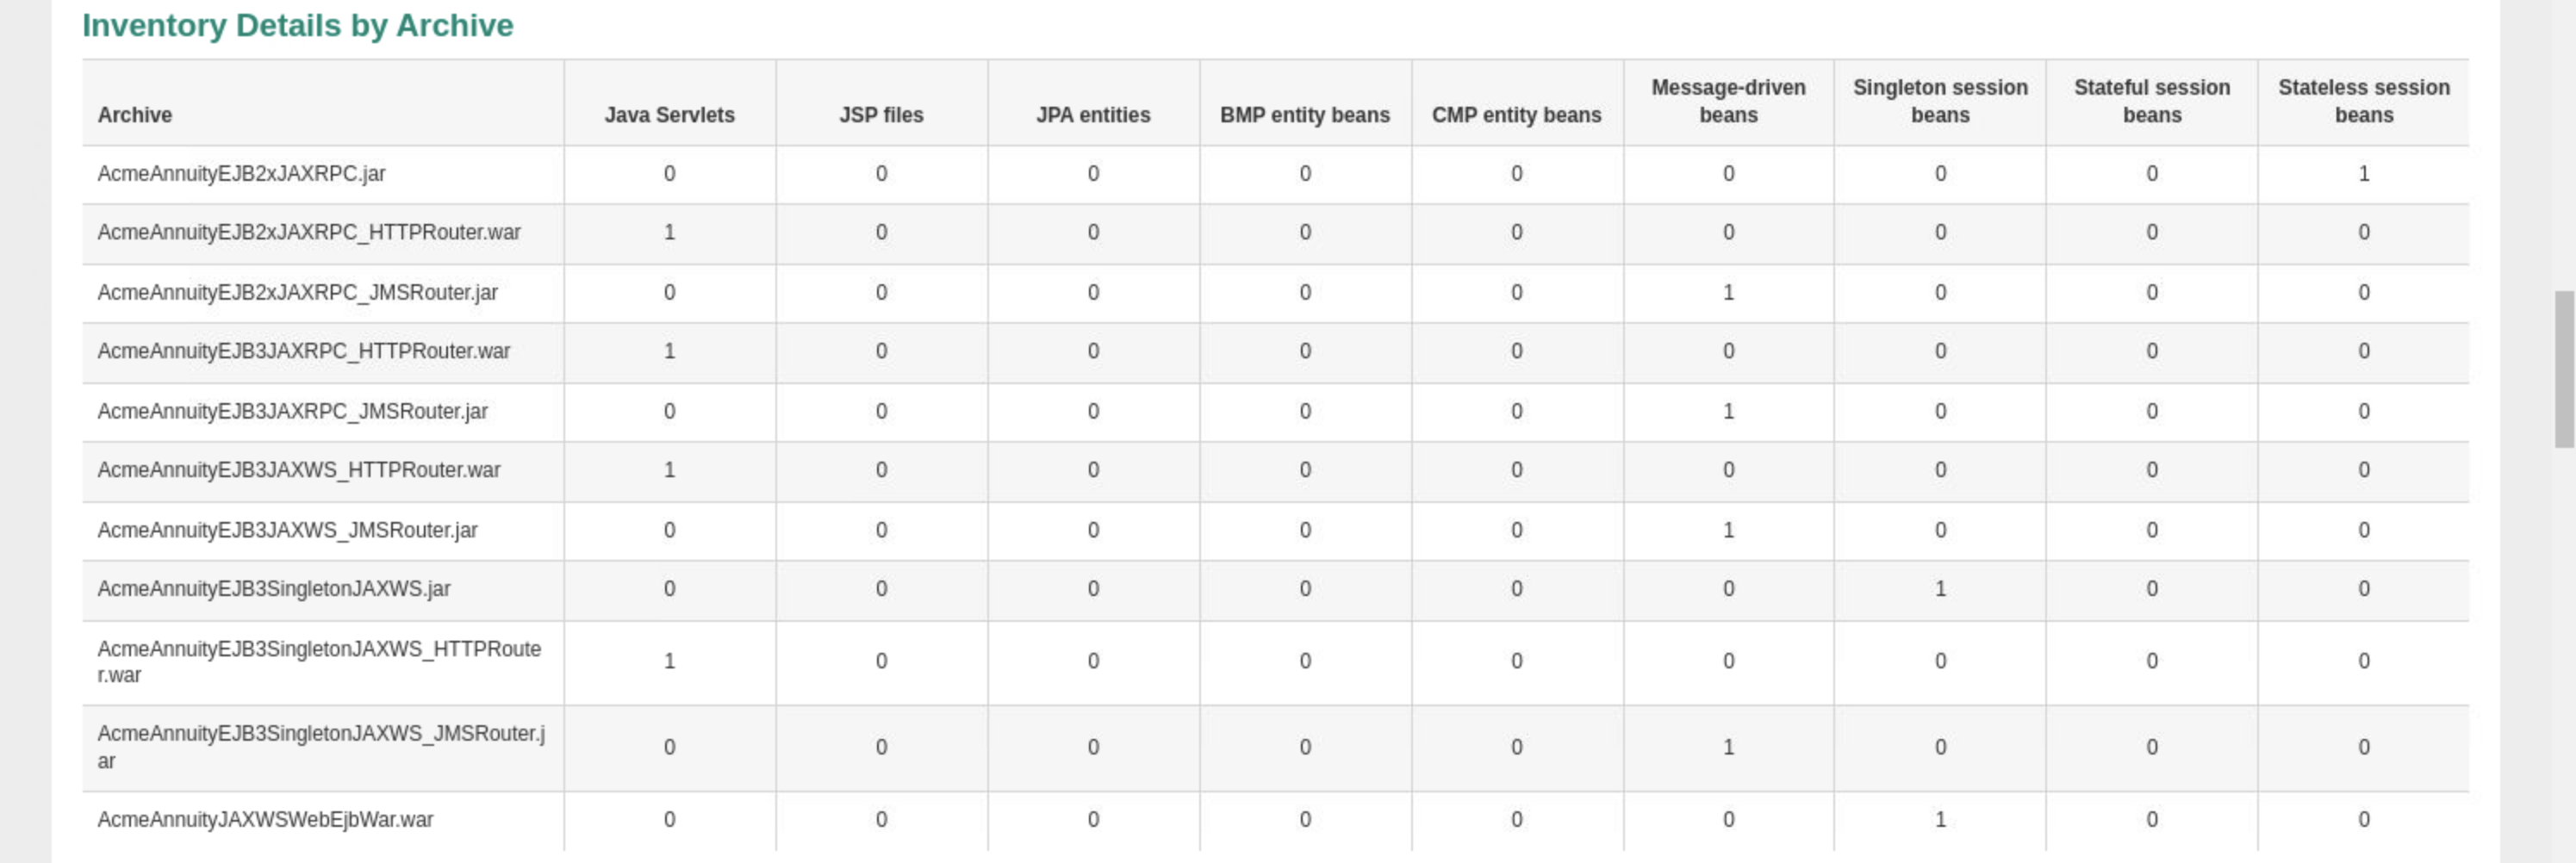 Inventory Details by Archive
Archive Java Servlets JSP files JPA entities BMP entity beans CMP entity beans Message-driven beans Singleton session beans Stateful session beans Stateless session beans
AcmeAnnuityEJB2xJAXRPC.jar 0 0 0 0 0 0 0 0 1
AcmeAnnuityEJB2xJAXRPC_HTTPRouter.war 1 0 0 0 0 0 0 0 0
AcmeAnnuityEJB2xJAXRPC_JMSRouter.jar 0 0 0 0 0 1 0 0 0
AcmeAnnuityEJB3JAXRPC_HTTPRouter.war 1 0 0 0 0 0 0 0 0
AcmeAnnuityEJB3JAXRPC_JMSRouter.jar 0 0 0 0 0 1 0 0 0
AcmeAnnuityEJB3JAXWS_HTTPRouter.war 1 0 0 0 0 0 0 0 0
AcmeAnnuityEJB3JAXWS_JMSRouter.jar 0 0 0 0 0 1 0 0 0
AcmeAnnuityEJB3SingletonJAXWS.jar 0 0 0 0 0 0 1 0 0
AcmeAnnuityEJB3SingletonJAXWS_HTTPRoute
r.war 1 0 0 0 0 0 0 0 0
AcmeAnnuityEJB3SingletonJAXWS_JMSRouter.j
ar 0 0 0 0 0 1 0 0 0
AcmeAnnuityJAXWSWebEjbWar.war 0 0 0 0 0 0 1 0 0